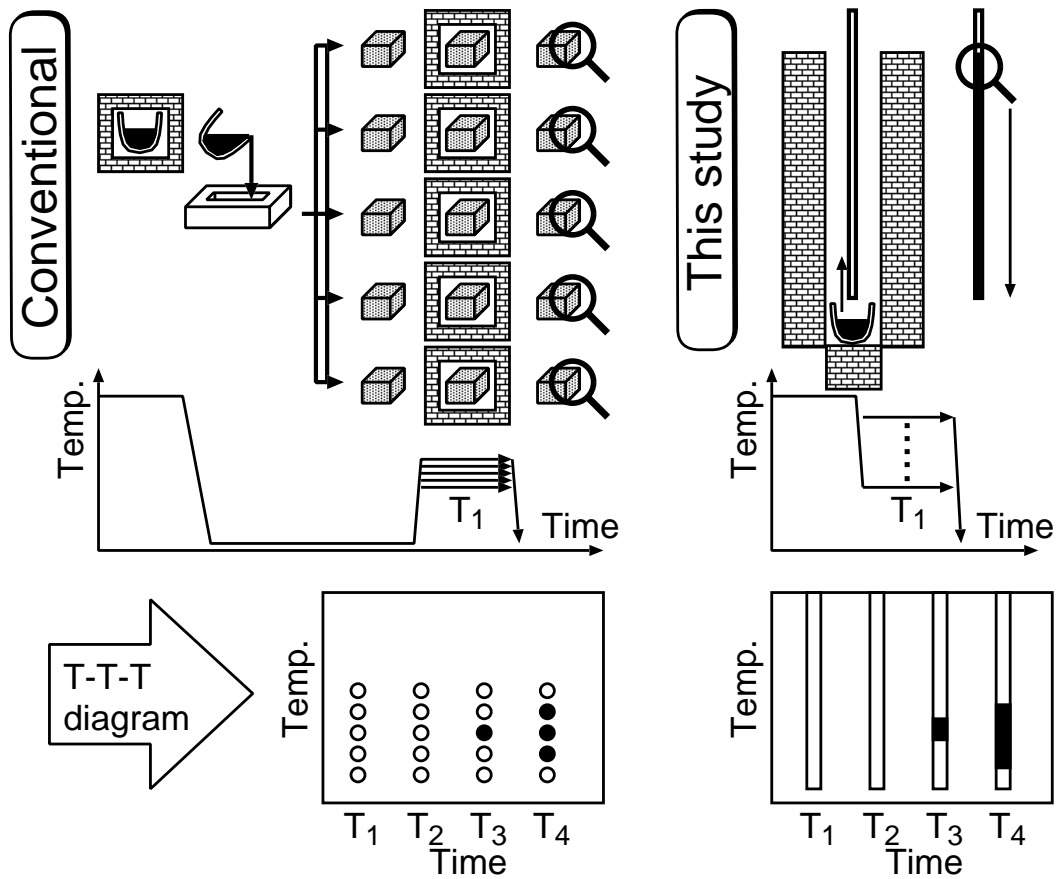 Conventional
This study
Temp.
T1
Time
Temp.
T1
Time
T-T-T
diagram
Temp.
T1 T2 T3 T4
Time
Temp.
T1 T2 T3 T4
Time